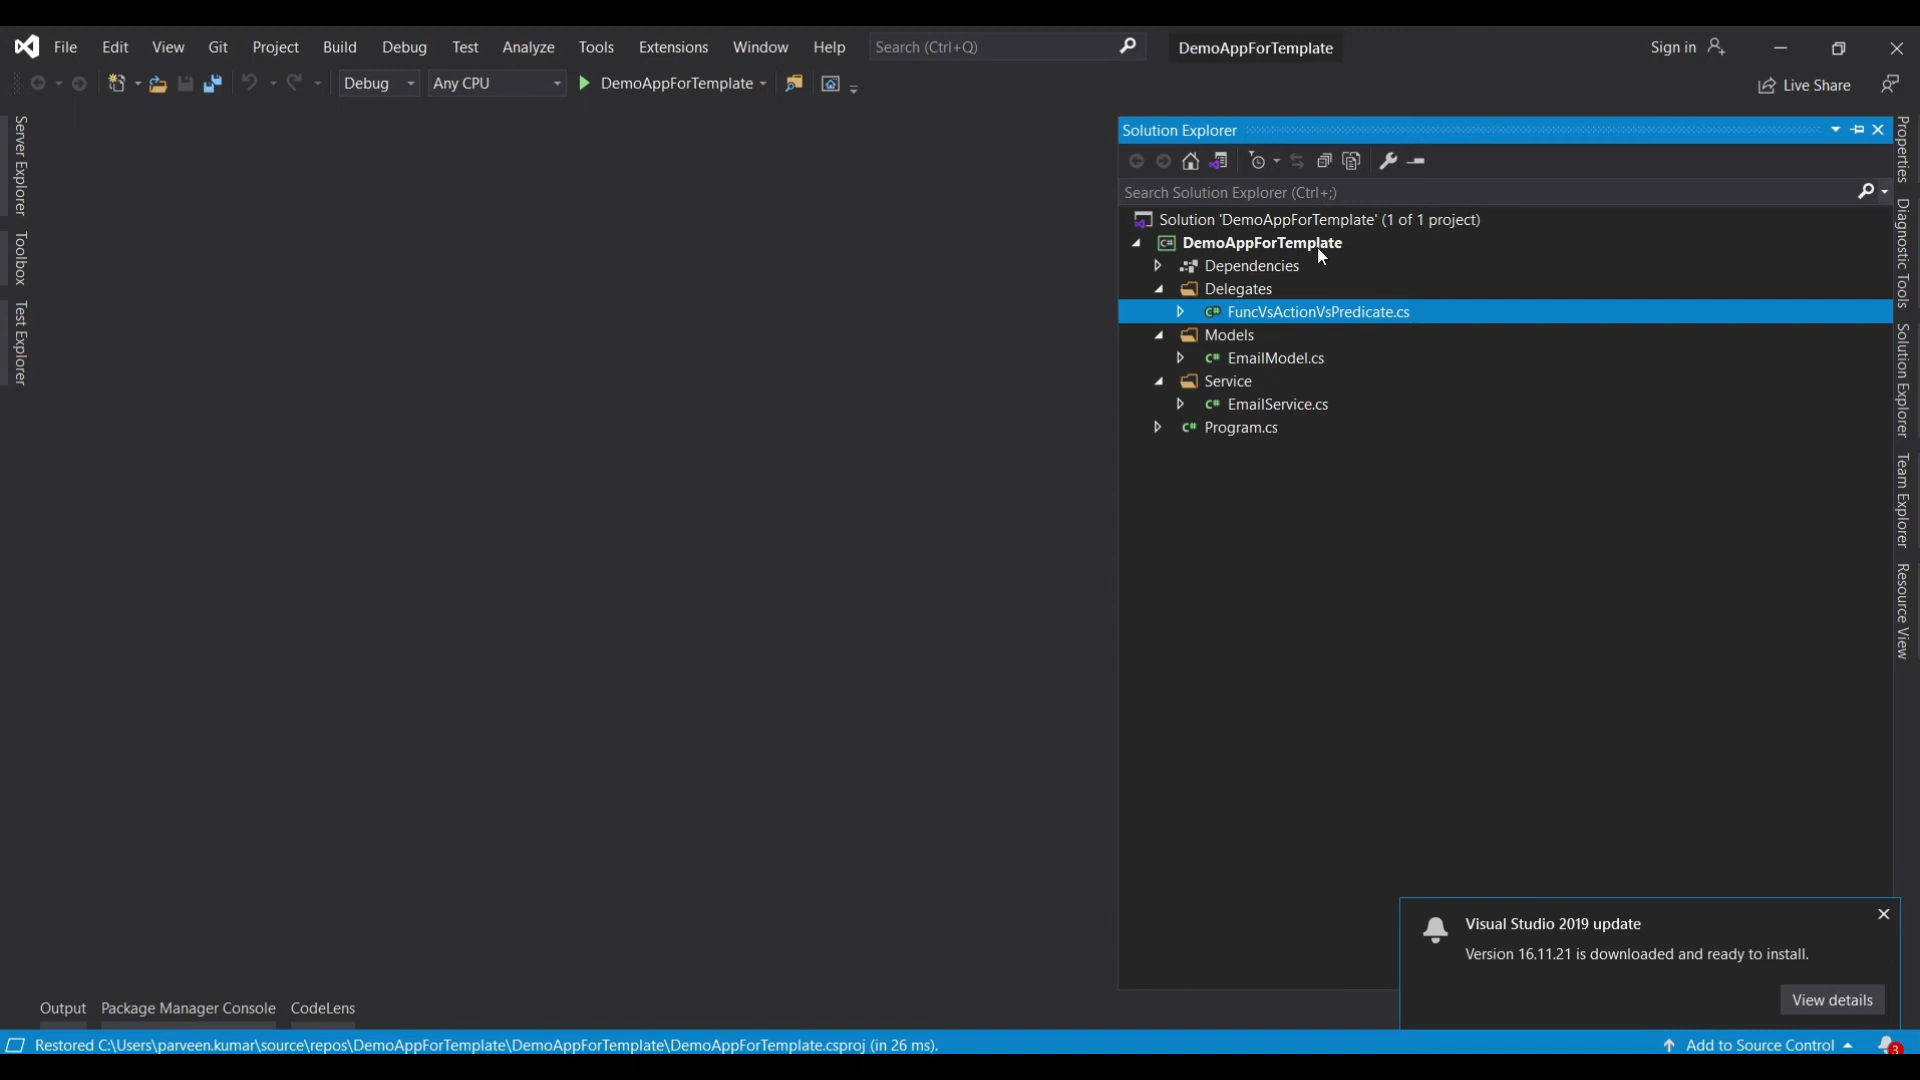 File Edit View Git Project Build Debug Test Analyze Tools Extensions Window Help Search (Ctrl+Q) DemoAppForTemplate Sign in
Debug Any CPU DemoAppForTemplate Live Share
Server Explorer
Toolbox
Test Explorer
Solution Explorer
Search Solution Explorer (Ctrl+;)
Solution 'DemoAppForTemplate' (1 of 1 project)
C# DemoAppForTemplate
Dependencies
Delegates
C# FuncVsActionVsPredicate.cs
Models
C# EmailModel.cs
Service
C# EmailService.cs
C# Program.cs
Properties
Diagnostic Tools
Solution Explorer
Team Explorer
Resource View
Visual Studio 2019 update
Version 16.11.21 is downloaded and ready to install.
View details
Output Package Manager Console CodeLens
Restored C:\Users\parveen.kumar\source\repos\DemoAppForTemplate\DemoAppForTemplate\DemoAppForTemplate.csproj (in 26 ms). Add to Source Control 3